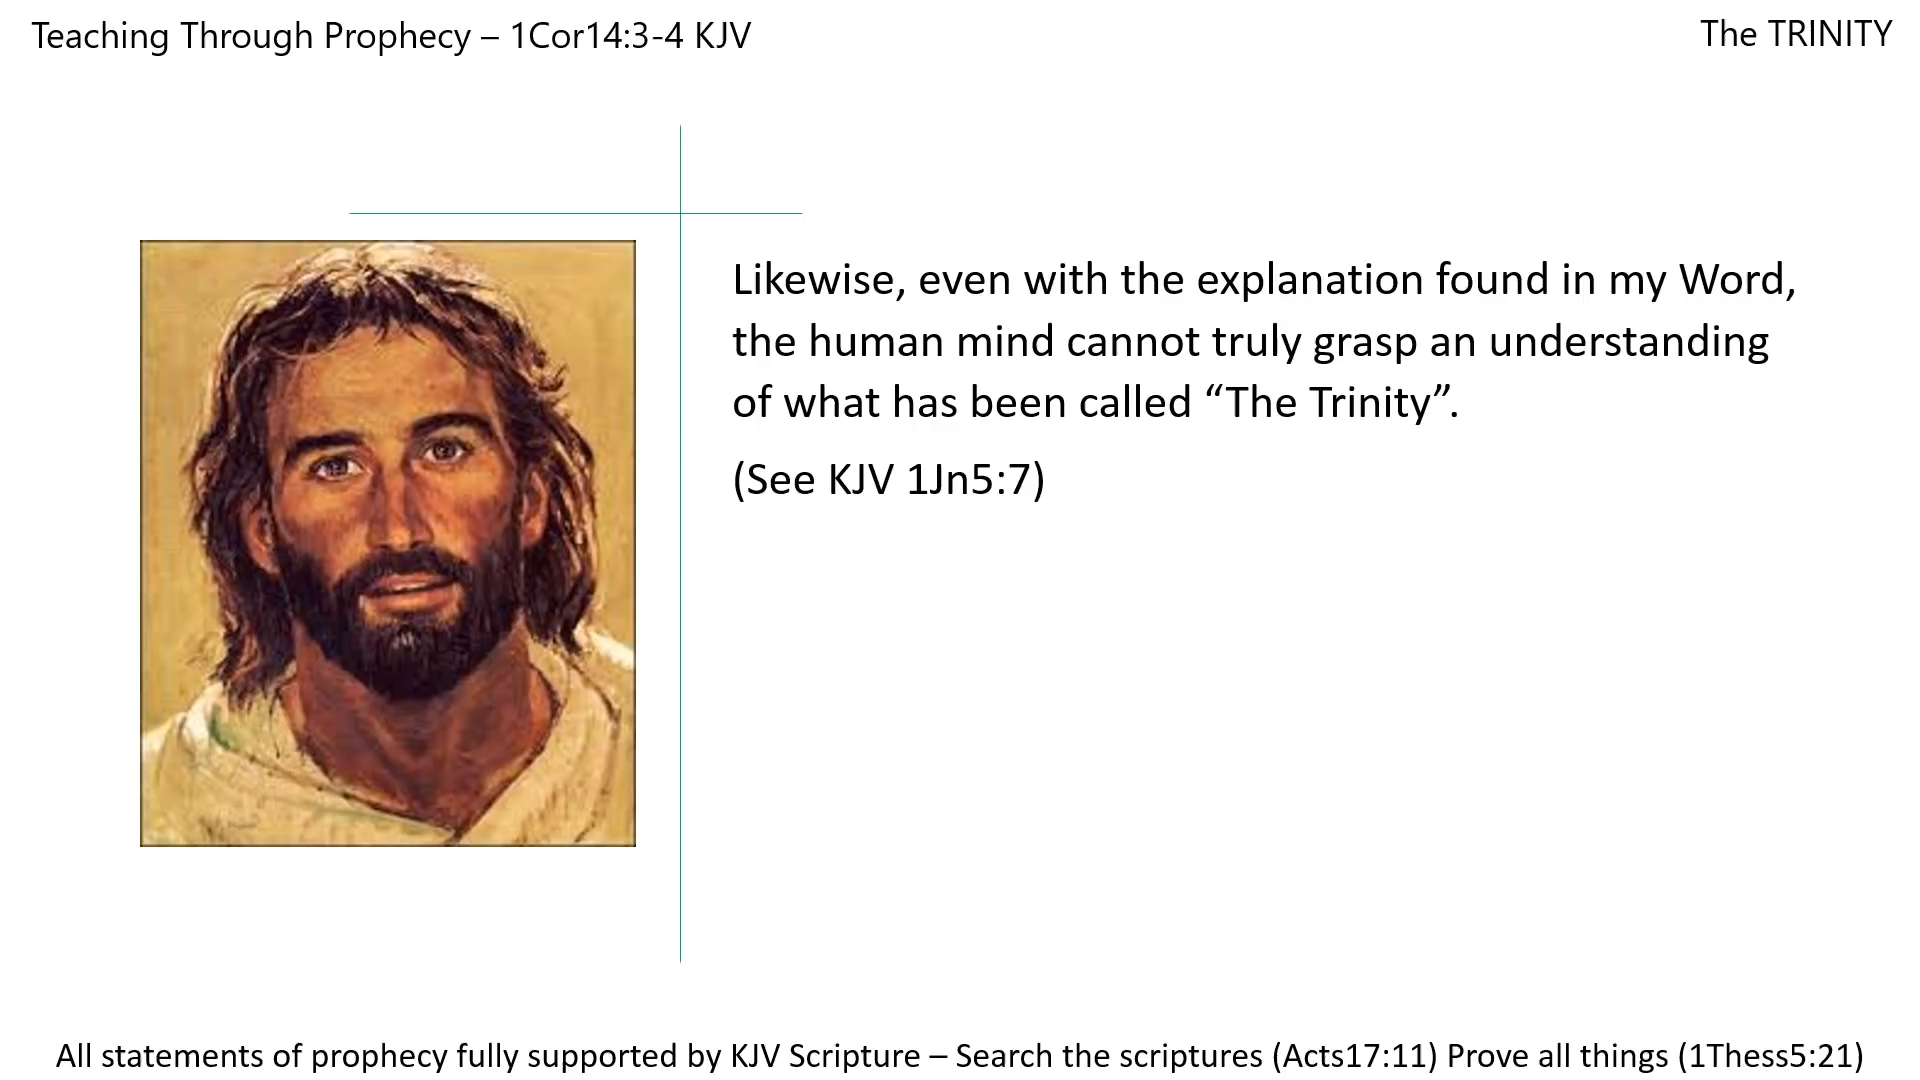 Teaching Through Prophecy – 1Cor14:3-4 KJV
The TRINITY
Likewise, even with the explanation found in my Word,
the human mind cannot truly grasp an understanding
of what has been called “The Trinity”.
(See KJV 1Jn5:7)
All statements of prophecy fully supported by KJV Scripture – Search the scriptures (Acts17:11) Prove all things (1Thess5:21)